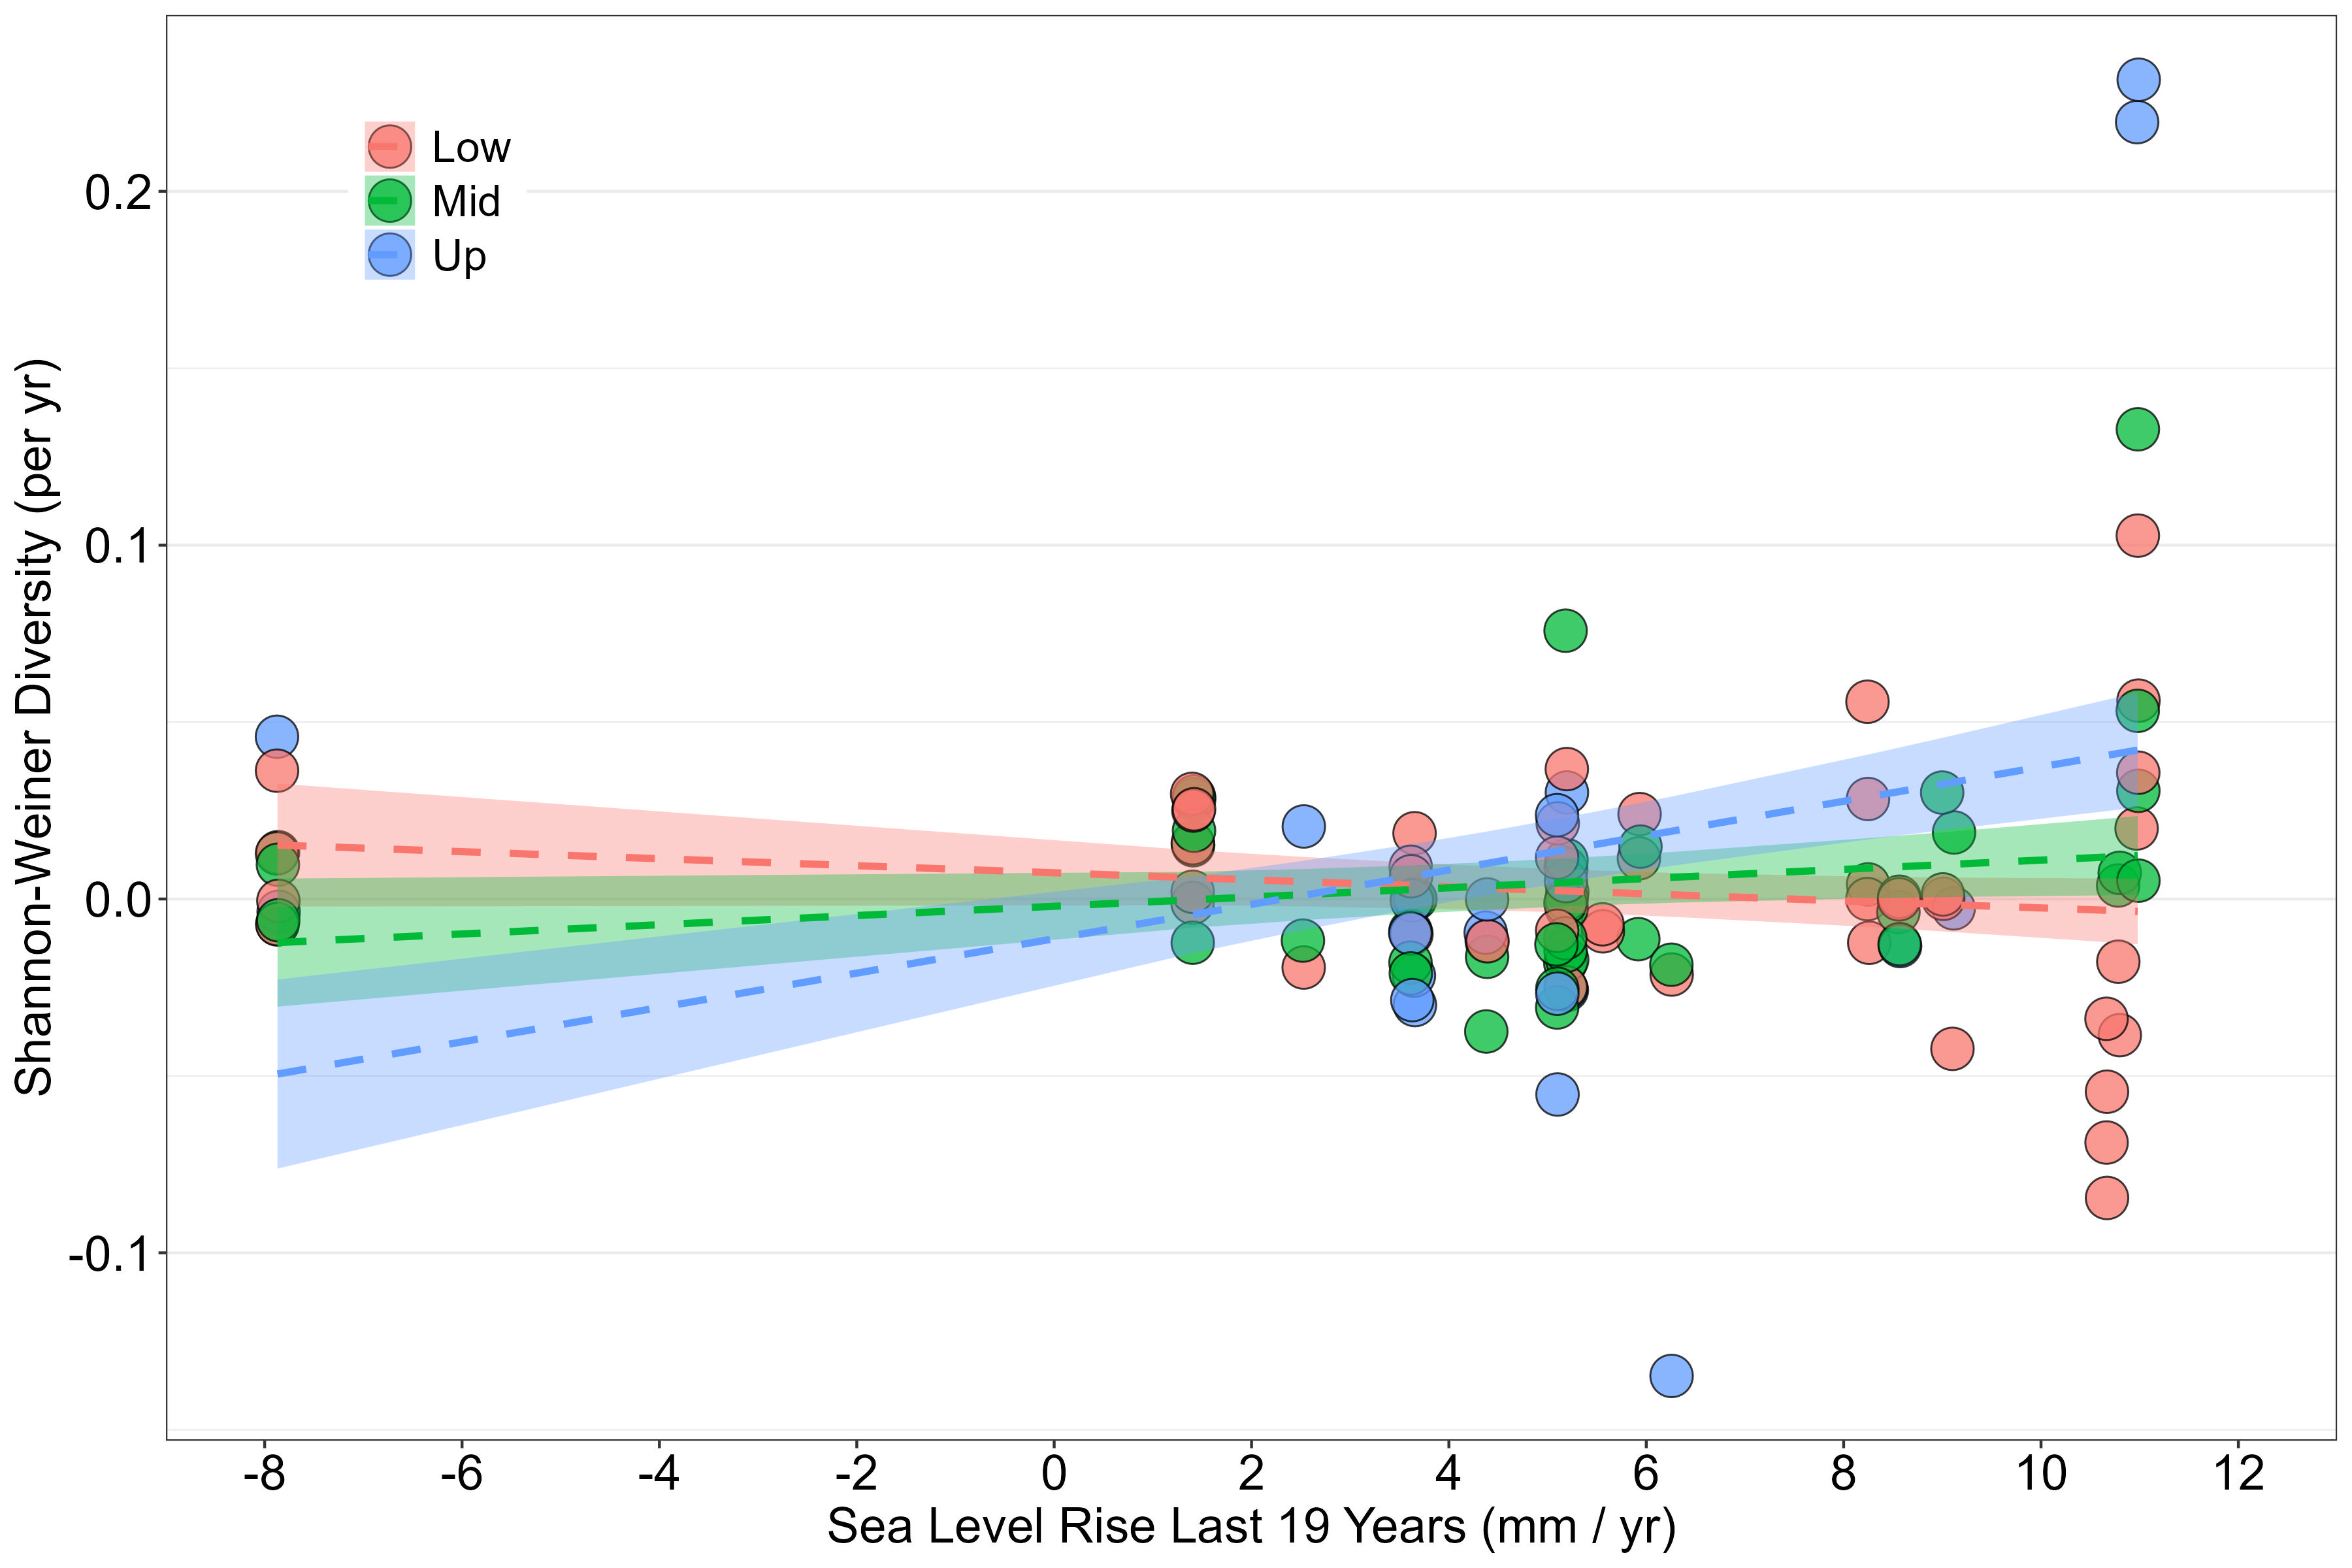 Shannon-Weiner Diversity (per yr)
0.2
0.1
0.0
-0.1
Low
Mid
Up
-8 -6 -4 -2 0 2 4 6 8 10 12
Sea Level Rise Last 19 Years (mm / yr)